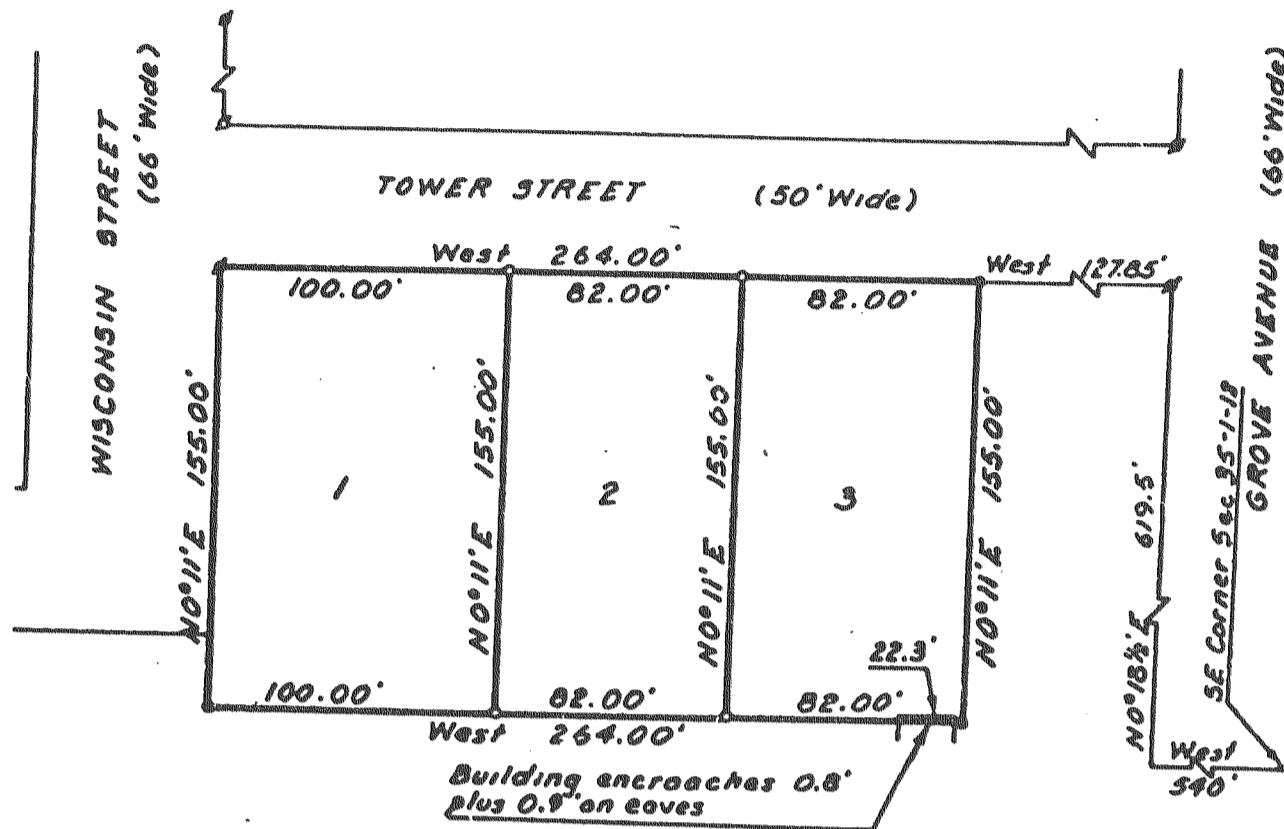 WISCONSIN STREET
(66' Wide)
TOWER STREET (50' Wide)
GROVE AVENUE (66' Wide)
West 264.00'
West 127.85'
100.00'
82.00'
82.00'
N0°11'E 155.00'
N0°11'E 155.00'
N0°11'E 155.00'
N0°11'E 155.00'
1
2
3
N0°18½'E 619.5'
SE Corner Sec 35-1-18
22.3'
100.00'
82.00'
82.00'
West 264.00'
West
540'
Building encroaches 0.8'
plus 0.9' on eaves